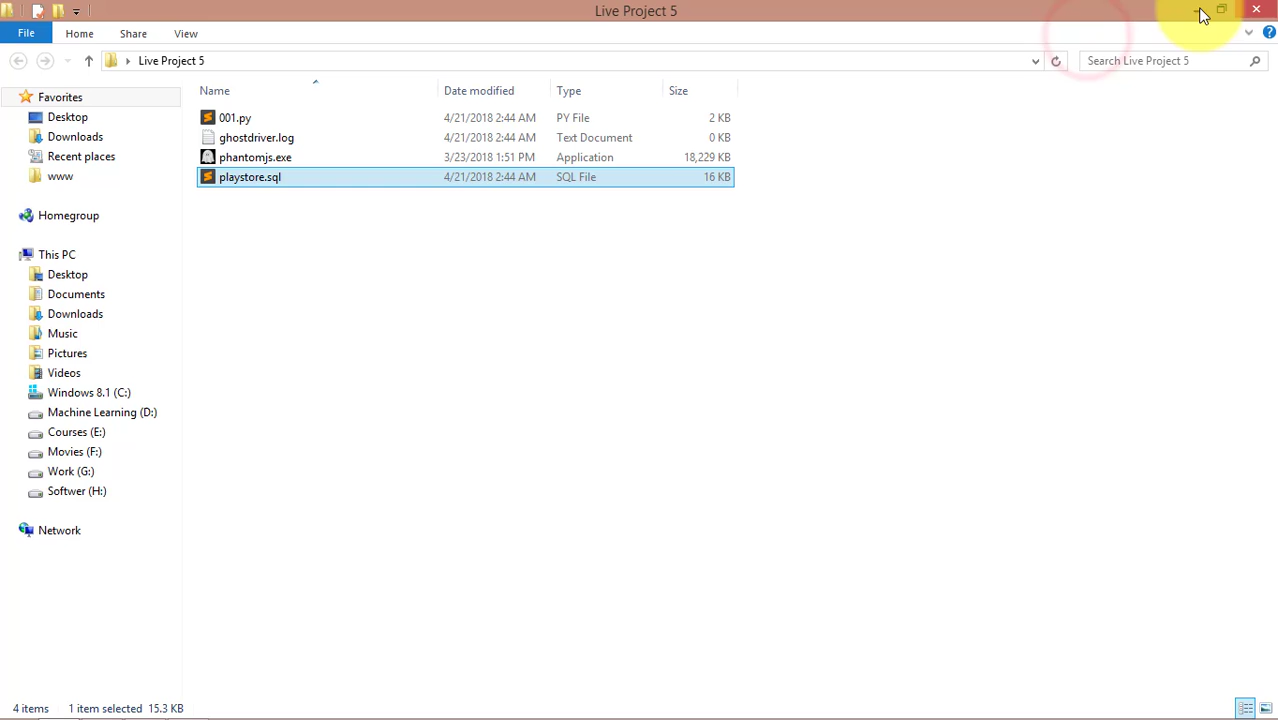 Live Project 5
File Home Share View
Live Project 5 Search Live Project 5
Name Date modified Type Size
Favorites
Desktop
Downloads
Recent places
www
Homegroup
This PC
Desktop
Documents
Downloads
Music
Pictures
Videos
Windows 8.1 (C:)
Machine Learning (D:)
Courses (E:)
Movies (F:)
Work (G:)
Softwer (H:)
Network
001.py 4/21/2018 2:44 AM PY File 2 KB
ghostdriver.log 4/21/2018 2:44 AM Text Document 0 KB
phantomjs.exe 3/23/2018 1:51 PM Application 18,229 KB
playstore.sql 4/21/2018 2:44 AM SQL File 16 KB
4 items 1 item selected 15.3 KB